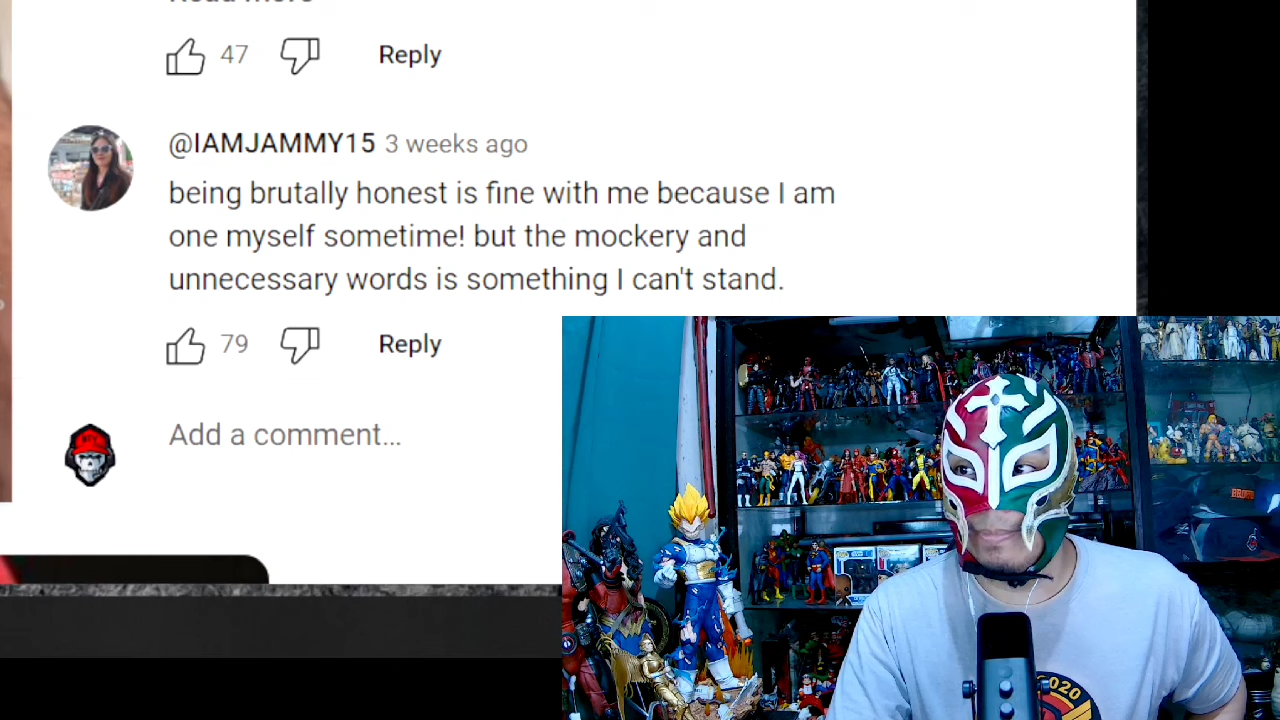 47
Reply
@IAMJAMMY15 3 weeks ago
being brutally honest is fine with me because I am
one myself sometime! but the mockery and
unnecessary words is something I can't stand.
79
Reply
Add a comment...
2020